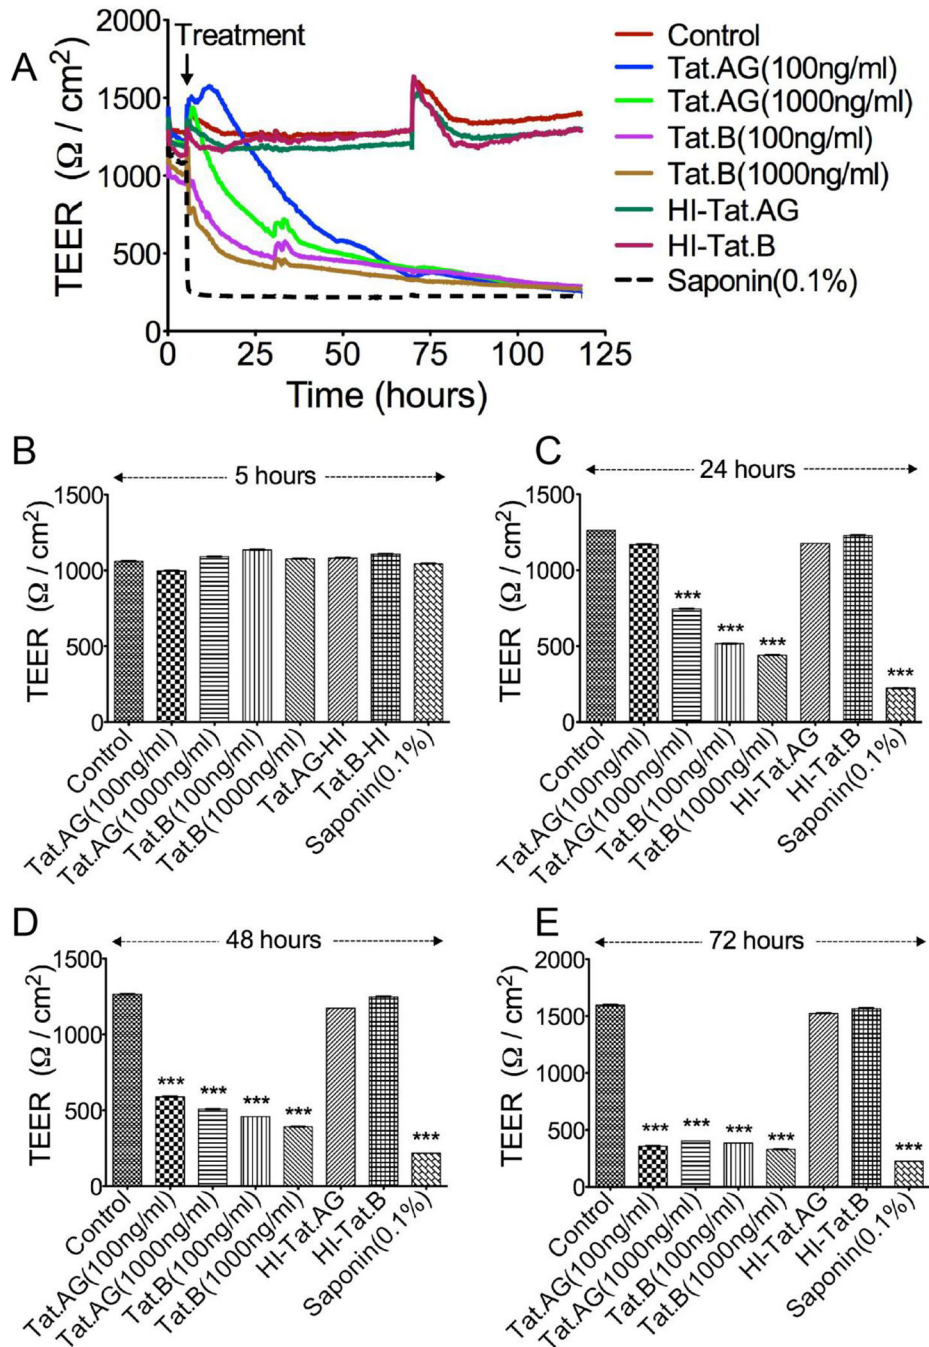 A
TEER (Ω / cm²)
2000
1500
1000
500
0
Treatment
0 25 50 75 100 125
Time (hours)
Control
Tat.AG(100ng/ml)
Tat.AG(1000ng/ml)
Tat.B(100ng/ml)
Tat.B(1000ng/ml)
HI-Tat.AG
HI-Tat.B
Saponin(0.1%)
B
5 hours
TEER (Ω / cm²)
1500
1000
500
0
Control
Tat.AG(100ng/ml)
Tat.AG(1000ng/ml)
Tat.B(100ng/ml)
Tat.B(1000ng/ml)
Tat.AG-HI
Tat.B-HI
Saponin(0.1%)
C
24 hours
TEER (Ω / cm²)
1500
1000
500
0
***
***
***
***
Control
Tat.AG(100ng/ml)
Tat.AG(1000ng/ml)
Tat.B(100ng/ml)
Tat.B(1000ng/ml)
HI-Tat.AG
HI-Tat.B
Saponin(0.1%)
D
48 hours
TEER (Ω / cm²)
1500
1000
500
0
***
***
***
***
***
Control
Tat.AG(100ng/ml)
Tat.AG(1000ng/ml)
Tat.B(100ng/ml)
Tat.B(1000ng/ml)
HI-Tat.AG
HI-Tat.B
Saponin(0.1%)
E
72 hours
TEER (Ω / cm²)
2000
1500
1000
500
0
***
***
***
***
***
Control
Tat.AG(100ng/ml)
Tat.AG(1000ng/ml)
Tat.B(100ng/ml)
Tat.B(1000ng/ml)
HI-Tat.AG
HI-Tat.B
Saponin(0.1%)